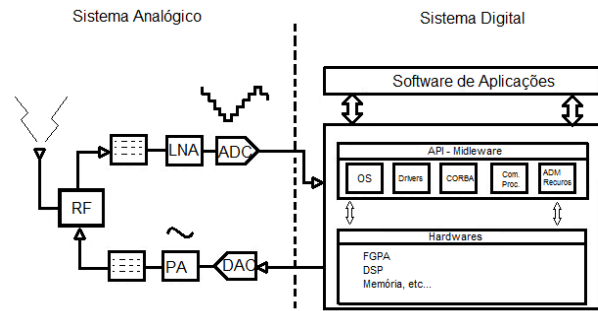 Sistema Analógico
Sistema Digital
Software de Aplicações
LNA
ADC
API - Midleware
OS
Drivers
CORBA
Com.
Proc.
ADM
Recuros
RF
Hardwares
PA
DAC
FGPA
DSP
Memória, etc...